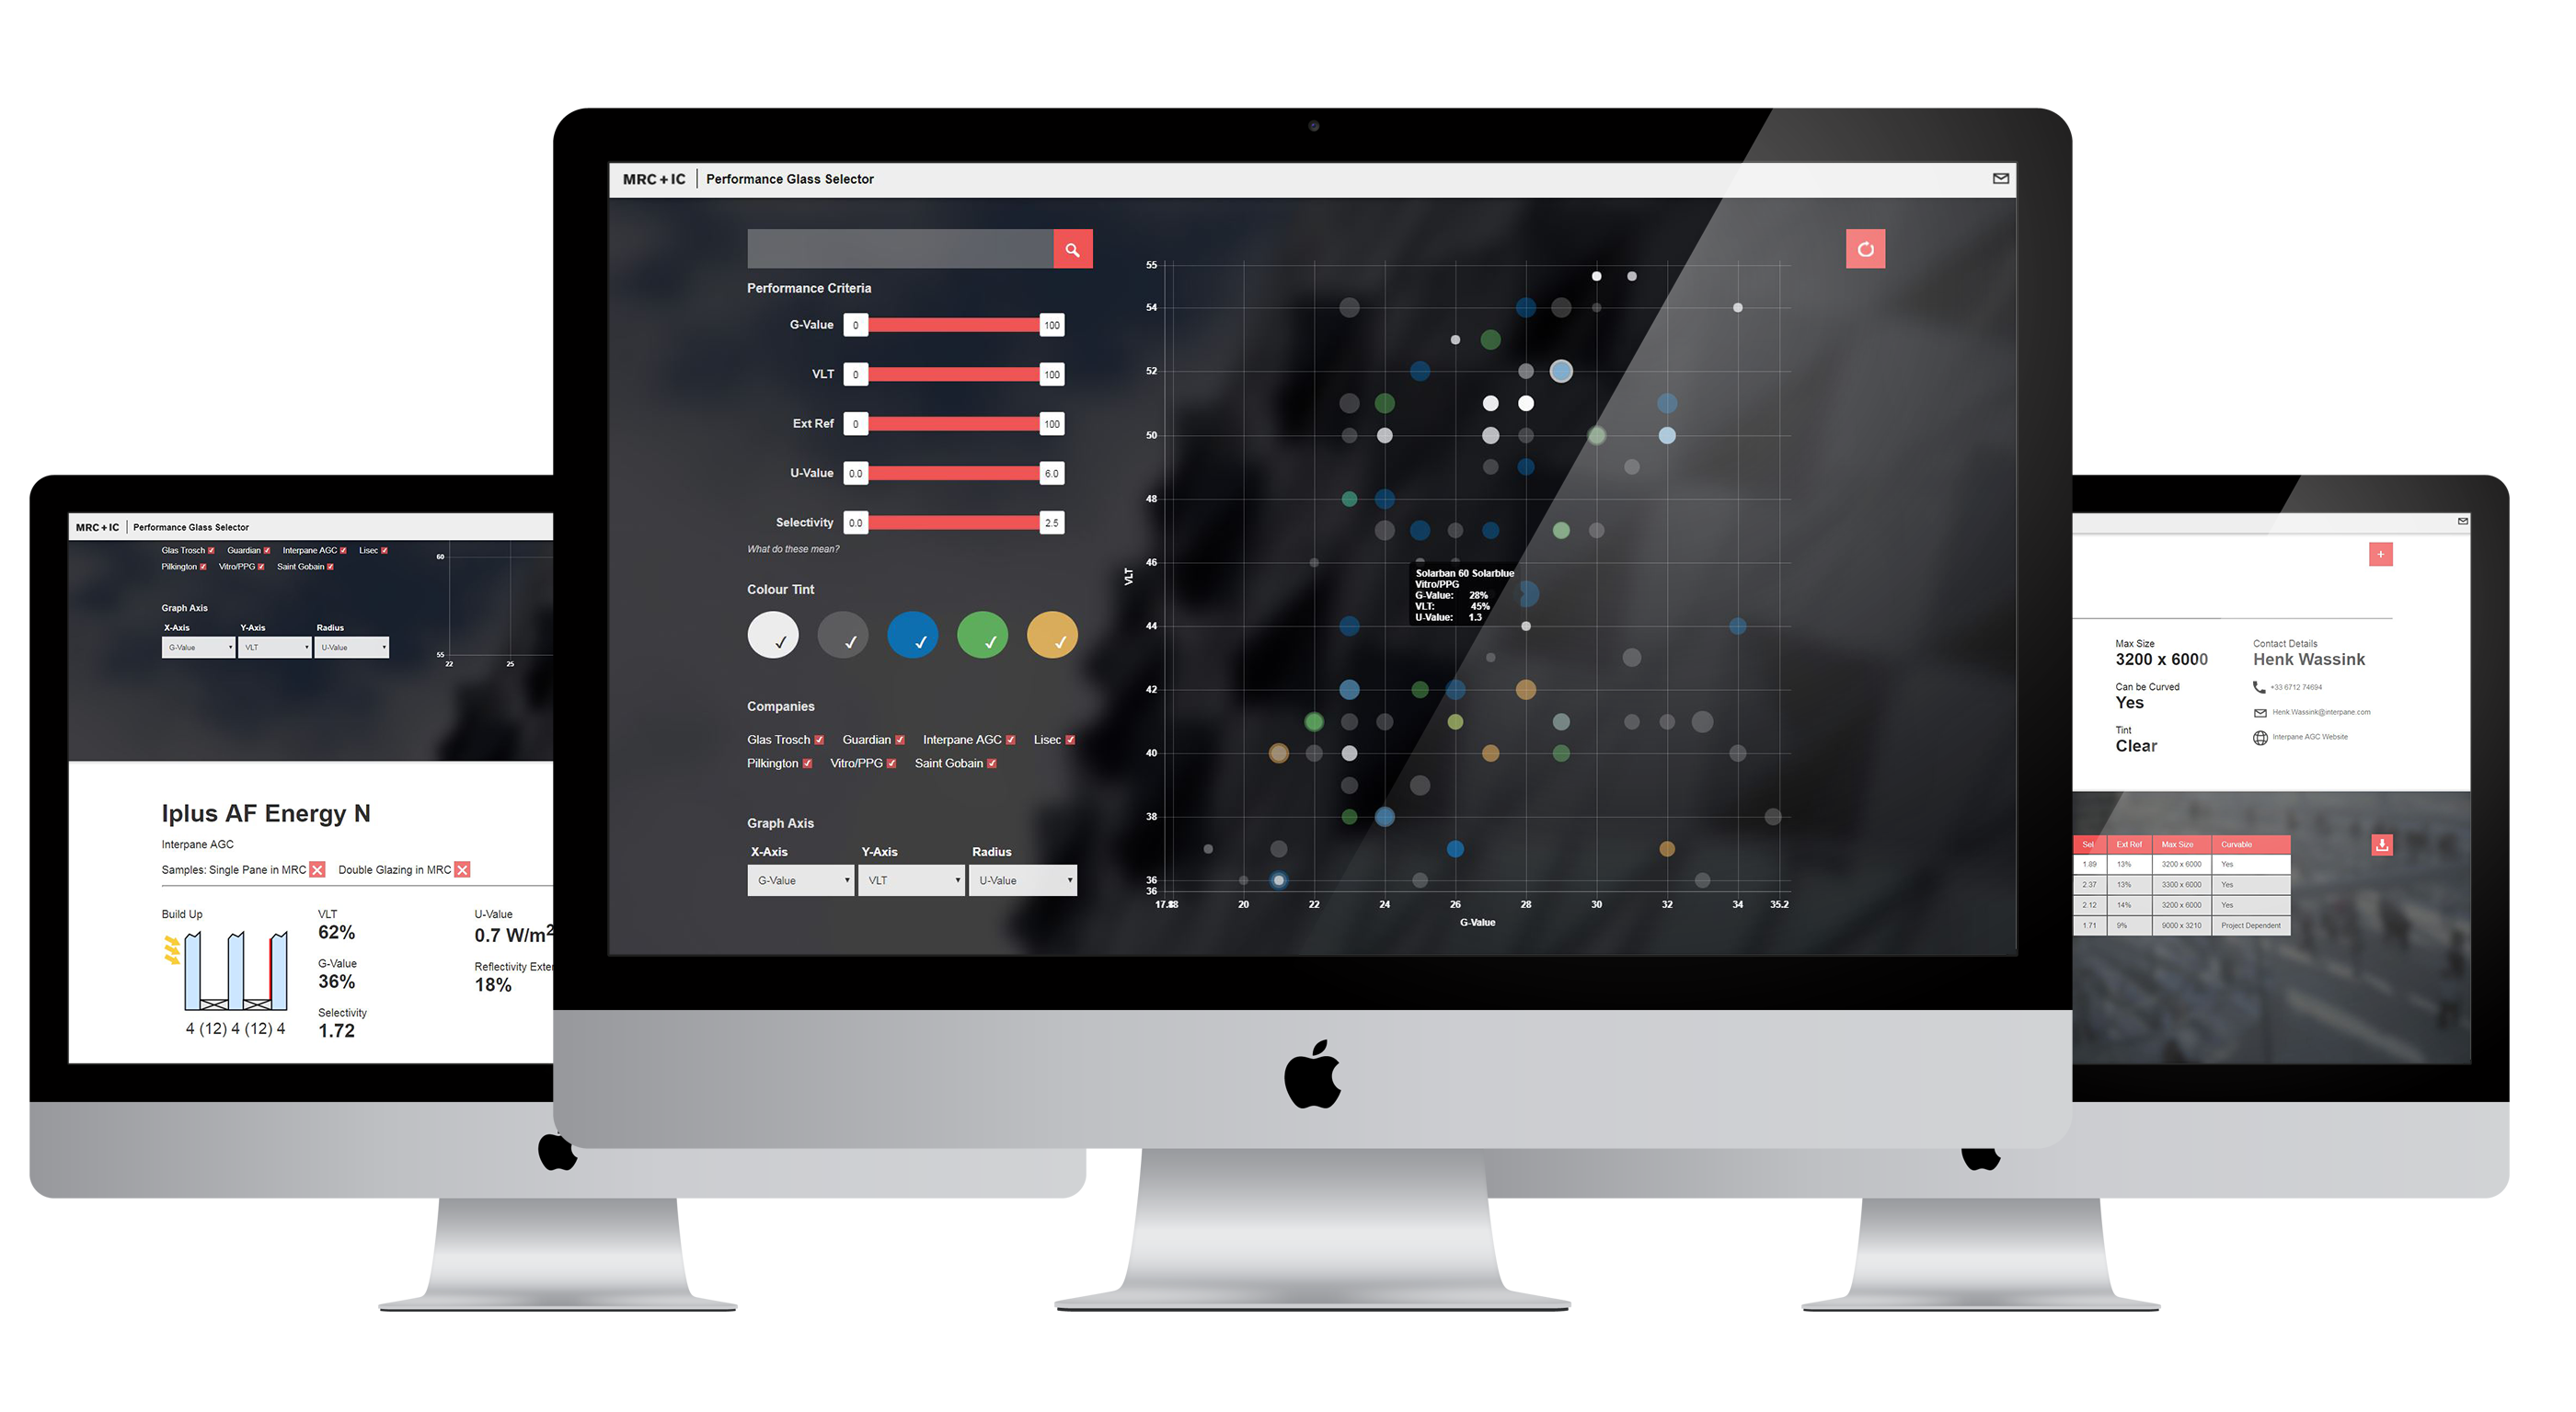 MRC + IC | Performance Glass Selector
Performance Criteria
G-Value 0 100
VLT 0 100
Ext Ref 0 100
U-Value 0.0 6.0
Selectivity 0.0 2.5
What do these mean?
Colour Tint
Companies
Glas Trosch Guardian Interpane AGC Lisec
Pilkington Vitro/PPG Saint Gobain
Graph Axis
X-Axis Y-Axis Radius
G-Value VLT U-Value
55
54
52
50
48
46
44
42
40
38
36
36
VLT
20 22 24 26 28 30 32 34 35.2
G-Value
Solarban 60 Solarblue
Vitro/PPG
G-Value: 28%
VLT: 45%
U-Value: 1.3
MRC + IC | Performance Glass Selector
Glas Trosch Guardian Interpane AGC Lisec
Pilkington Vitro/PPG Saint Gobain
Graph Axis
X-Axis Y-Axis Radius
G-Value VLT U-Value
60
55
22 25
Iplus AF Energy N
Interpane AGC
Samples: Single Pane in MRC Double Glazing in MRC
Build Up
4 (12) 4 (12) 4
VLT
62%
G-Value
36%
Selectivity
1.72
U-Value
0.7 W/m2
Reflectivity Exter
18%
Max Size
3200 x 6000
Can be Curved
Yes
Tint
Clear
Contact Details
Henk Wassink
+33 6712 74694
Henk.Wassink@interpane.com
Interpane AGC Website
Sel Ext Ref Max Size Curvable
1.89 13% 3200 x 6000 Yes
2.37 13% 3300 x 6000 Yes
2.12 14% 3200 x 6000 Yes
1.71 9% 9000 x 3210 Project Dependent